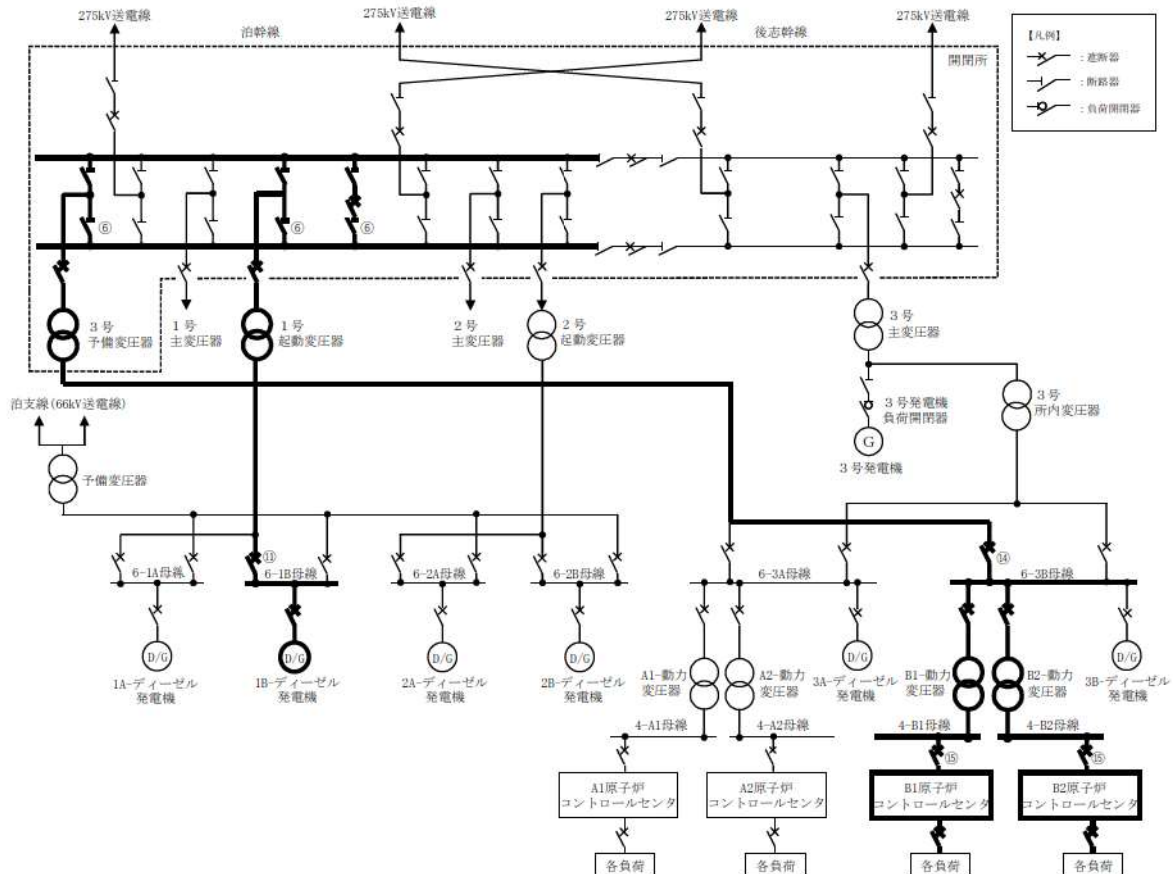 275kV送電線
275kV送電線
275kV送電線
275kV送電線
泊幹線
後志幹線
開閉所
【凡例】
：遮断器
：断路器
：負荷開閉器
⑥
⑥
⑥
3号
予備変圧器
1号
主変圧器
1号
起動変圧器
2号
主変圧器
2号
起動変圧器
3号
主変圧器
泊支線(66kV送電線)
予備変圧器
3号発電機
負荷開閉器
G
3号発電機
3号
所内変圧器
⑪
⑭
6-1A母線
6-1B母線
6-2A母線
6-2B母線
6-3A母線
6-3B母線
D/G
D/G
D/G
D/G
D/G
D/G
1A-ディーゼル
発電機
1B-ディーゼル
発電機
2A-ディーゼル
発電機
2B-ディーゼル
発電機
A1-動力
変圧器
A2-動力
変圧器
3A-ディーゼル
発電機
B1-動力
変圧器
B2-動力
変圧器
3B-ディーゼル
発電機
4-A1母線
4-A2母線
4-B1母線
4-B2母線
⑮
⑮
A1原子炉
コントロールセンタ
A2原子炉
コントロールセンタ
B1原子炉
コントロールセンタ
B2原子炉
コントロールセンタ
各負荷
各負荷
各負荷
各負荷